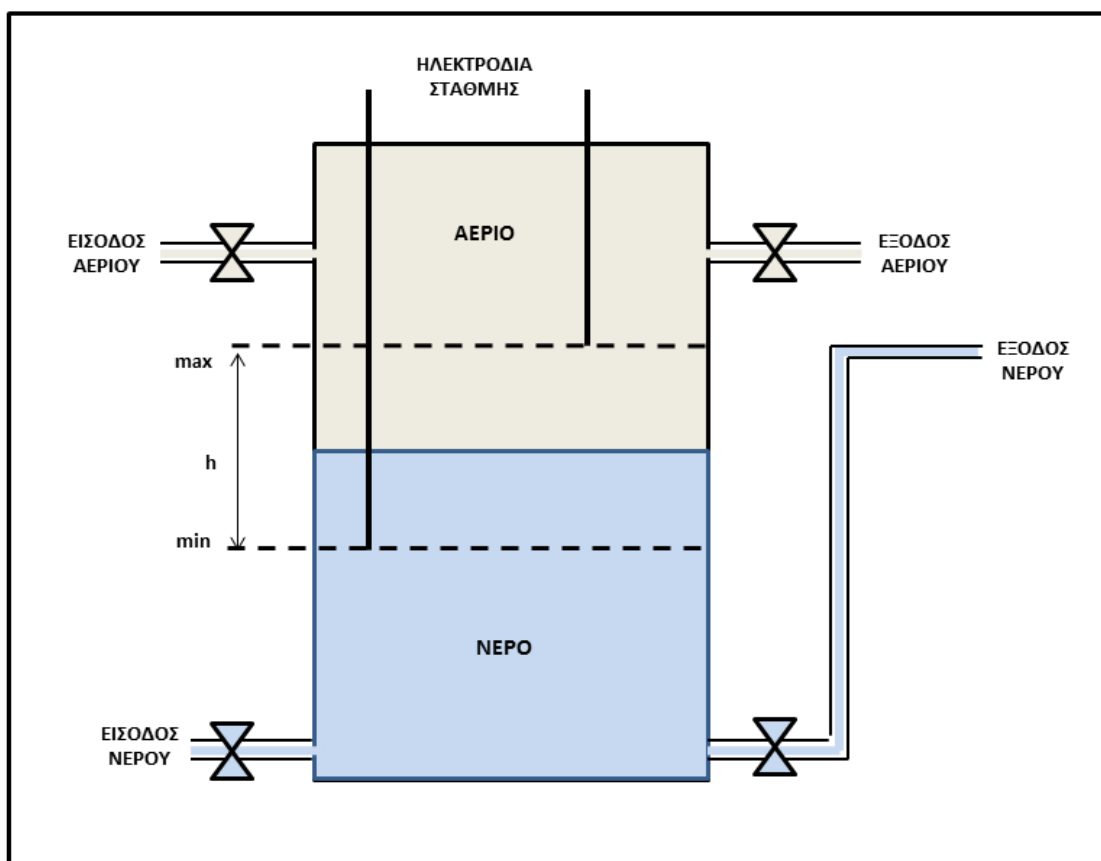 ΗΛΕΚΤΡΟΔΙΑ
ΣΤΑΘΜΗΣ
ΕΙΣΟΔΟΣ
ΑΕΡΙΟΥ
ΑΕΡΙΟ
ΕΞΟΔΟΣ
ΑΕΡΙΟΥ
max
ΕΞΟΔΟΣ
ΝΕΡΟΥ
h
min
ΝΕΡΟ
ΕΙΣΟΔΟΣ
ΝΕΡΟΥ